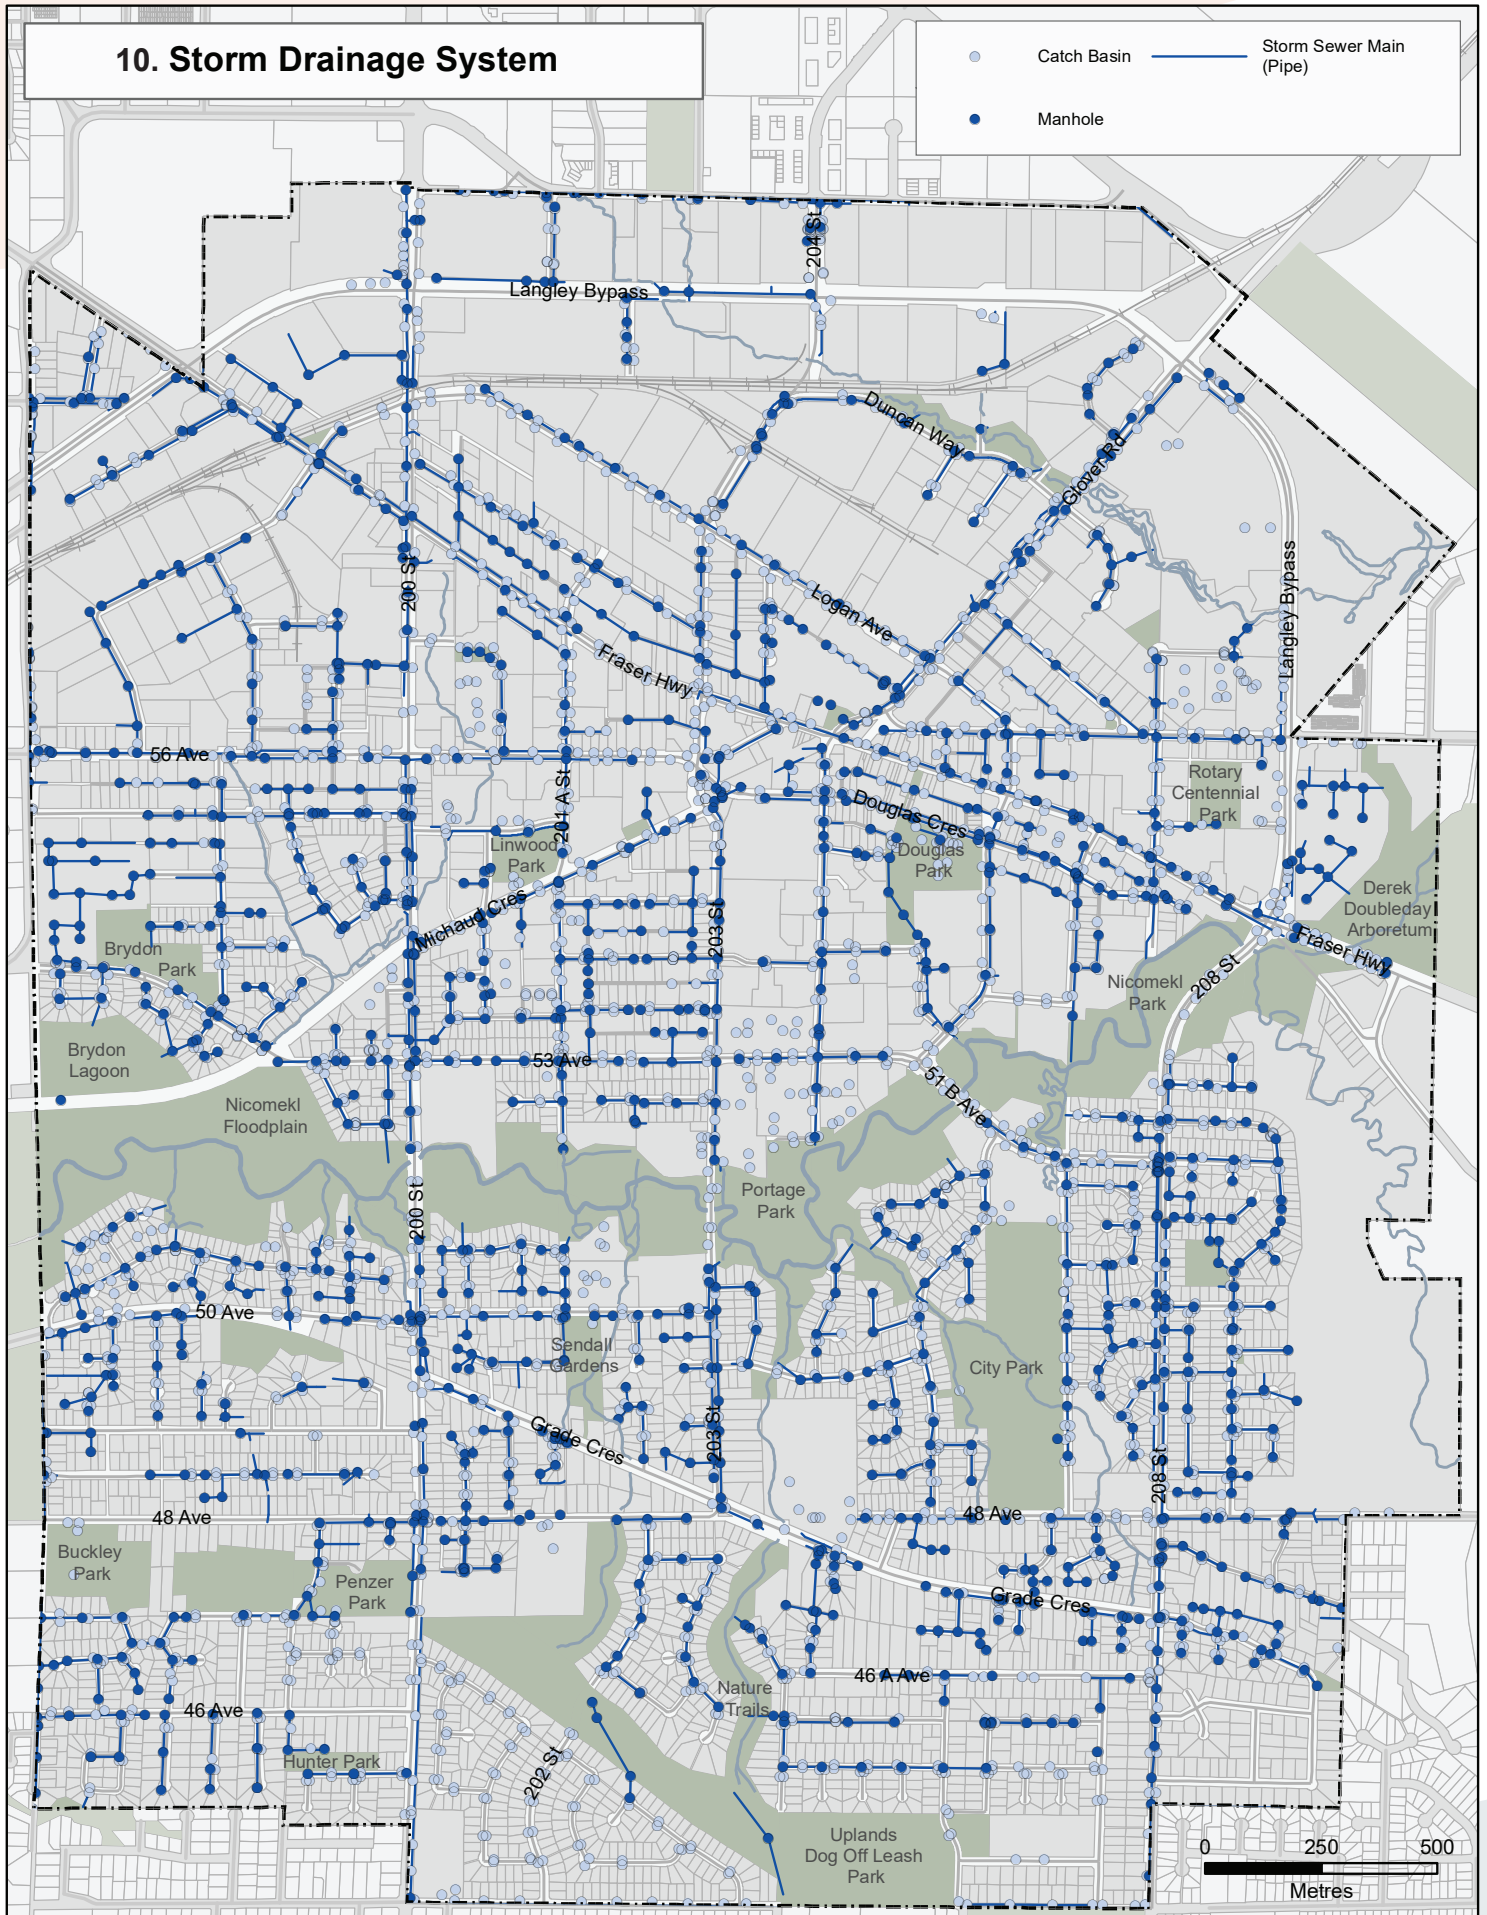 10. Storm Drainage System
Catch Basin
Storm Sewer Main
(Pipe)
Manhole
204 St
Langley Bypass
Duncan Way
Glover Rd
200 St
Langley Bypass
Logan Ave
Fraser Hwy
56 Ave
201 A St
Rotary
Centennial
Park
Douglas Cres
Linwood
Park
Douglas
Park
Derek
Doubleday
Arboretum
Michaud Cres
203 St
Brydon
Park
Fraser Hwy
208 St
Nicomekl
Park
Brydon
Lagoon
53 Ave
51 B Ave
Nicomekl
Floodplain
200 St
Portage
Park
50 Ave
Sendall
Gardens
City Park
Grade Cres
203 St
208 St
48 Ave
48 Ave
Buckley
Park
Penzer
Park
Grade Cres
46 A Ave
Nature
Trails
46 Ave
Hunter Park
202 St
Uplands
Dog Off Leash
Park
0 250 500
Metres